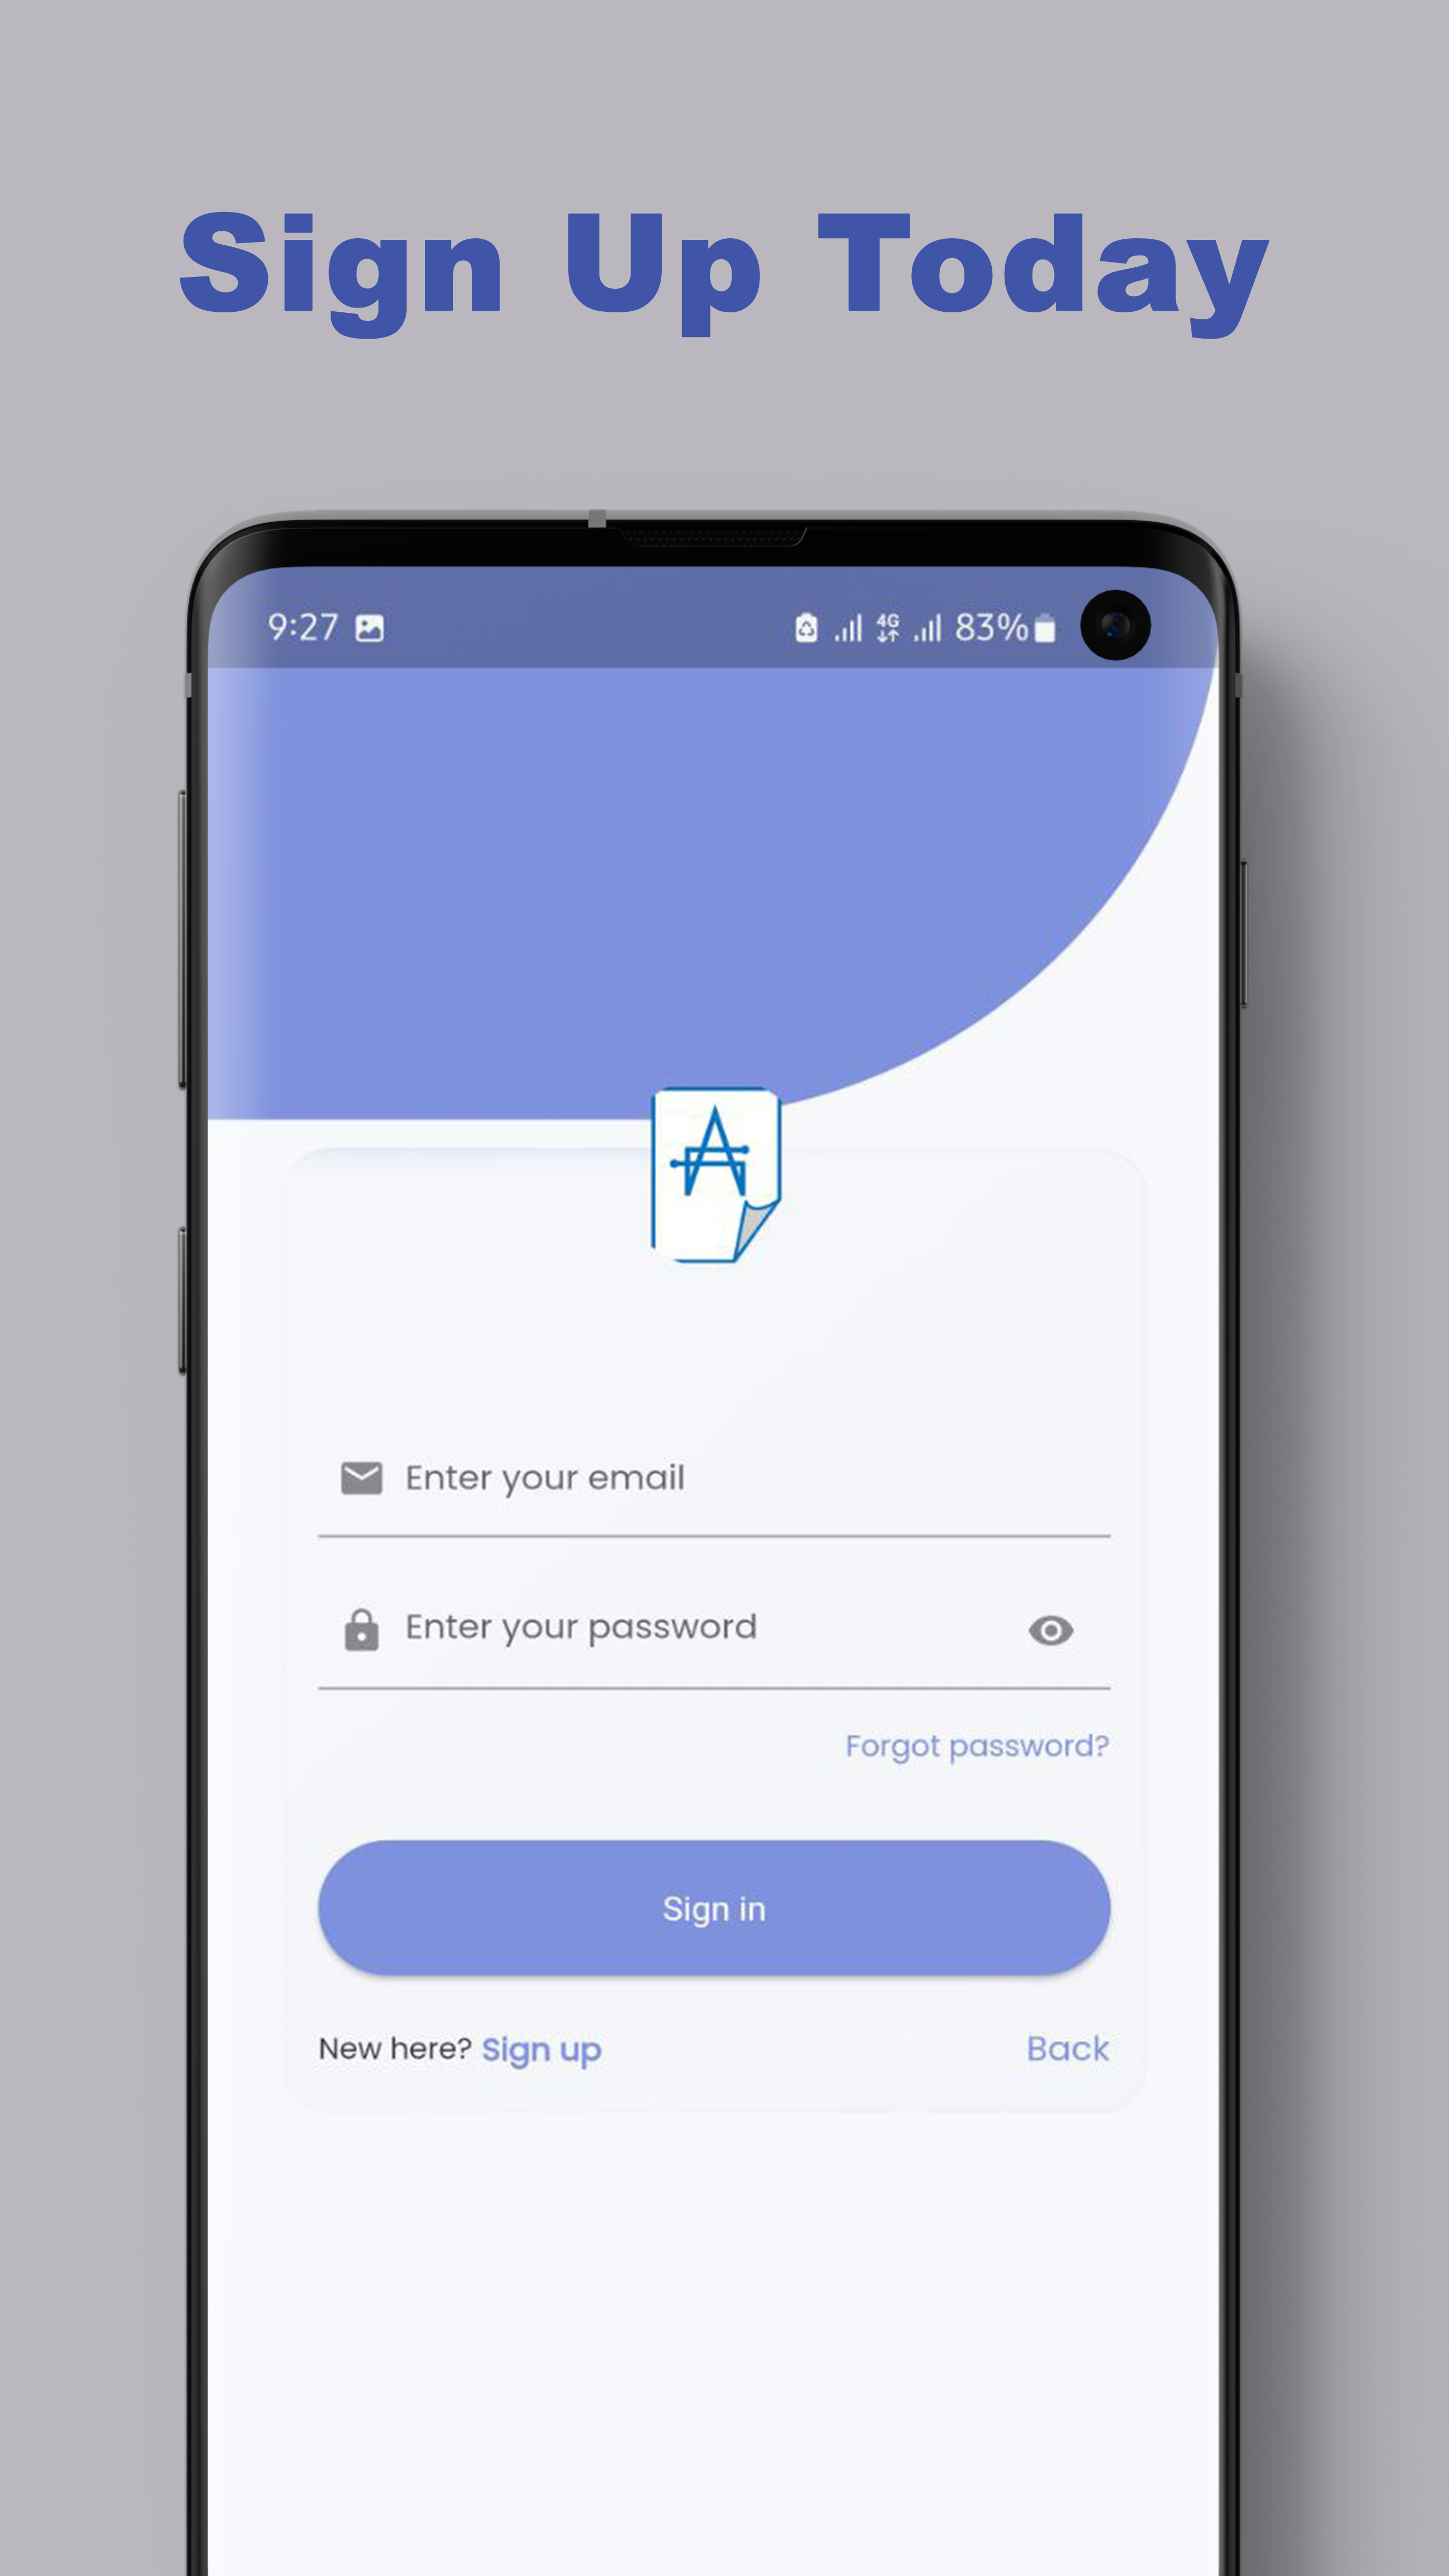 Sign Up Today
9:27 4G 83%
Enter your email
Enter your password
Forgot password?
Sign in
New here? Sign up Back